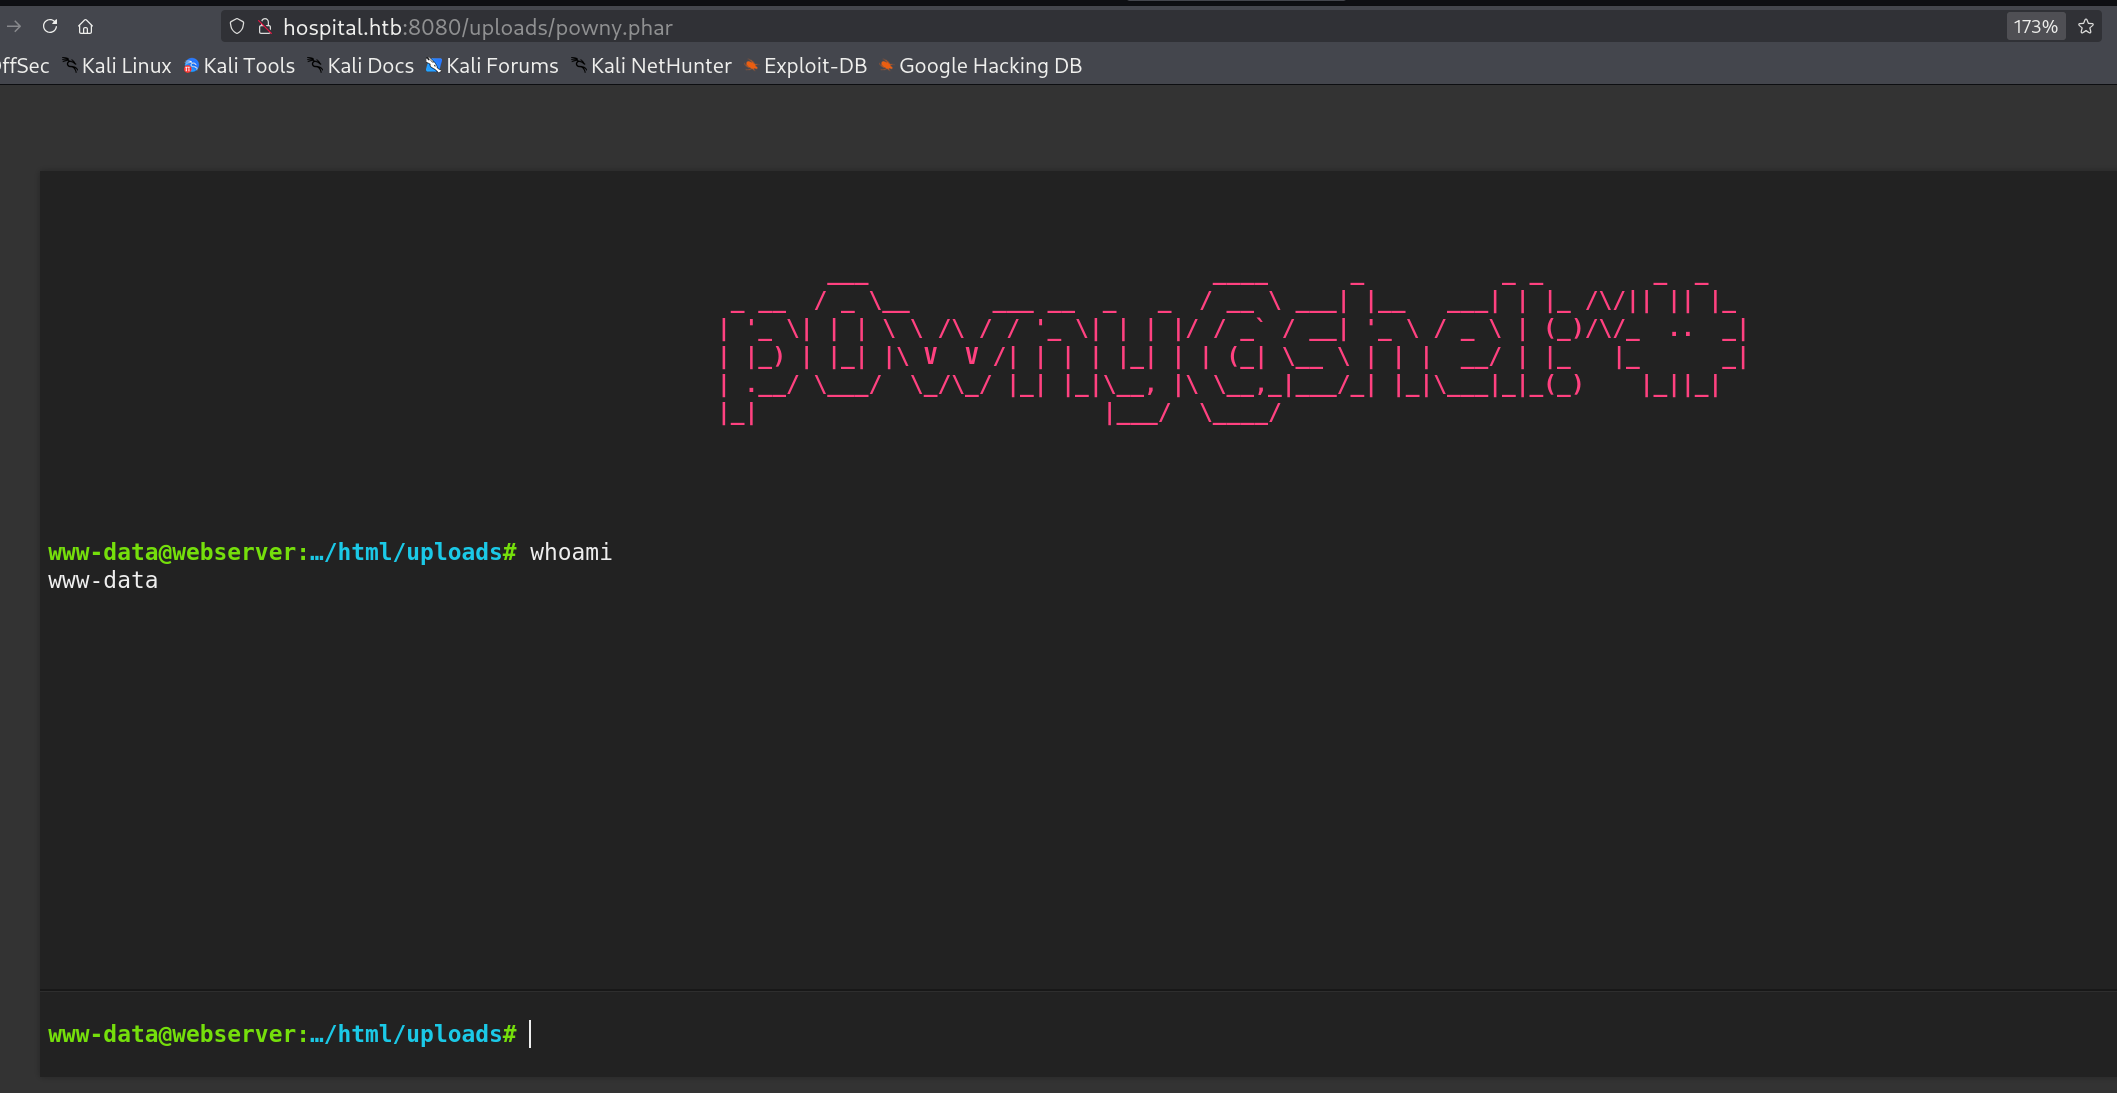 hospital.htb:8080/uploads/powny.phar
173%
ffSec Kali Linux Kali Tools Kali Docs Kali Forums Kali NetHunter Exploit-DB Google Hacking DB
p0wny@shell:~#
www-data@webserver:…/html/uploads# whoami
www-data
www-data@webserver:…/html/uploads#